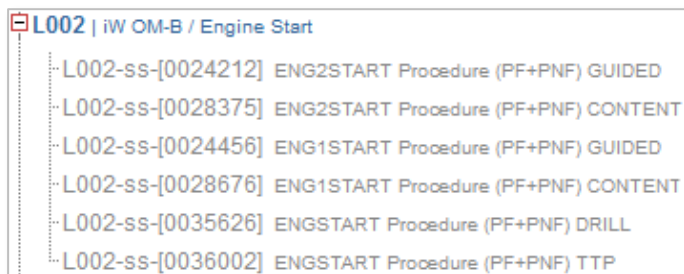 L002 | iW OM-B / Engine Start
L002-ss-[0024212] ENG2START Procedure (PF+PNF) GUIDED
L002-ss-[0028375] ENG2START Procedure (PF+PNF) CONTENT
L002-ss-[0024456] ENG1START Procedure (PF+PNF) GUIDED
L002-ss-[0028676] ENG1START Procedure (PF+PNF) CONTENT
L002-ss-[0035626] ENGSTART Procedure (PF+PNF) DRILL
L002-ss-[0036002] ENGSTART Procedure (PF+PNF) TTP